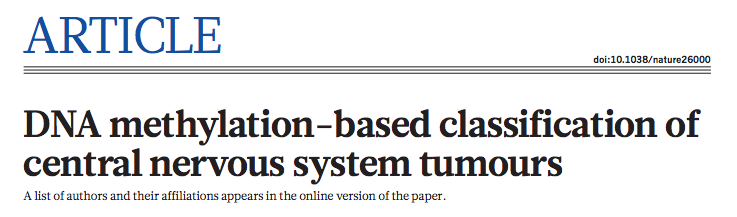 ARTICLE
doi:10.1038/nature26000
DNA methylation-based classification of
central nervous system tumours
A list of authors and their affiliations appears in the online version of the paper.